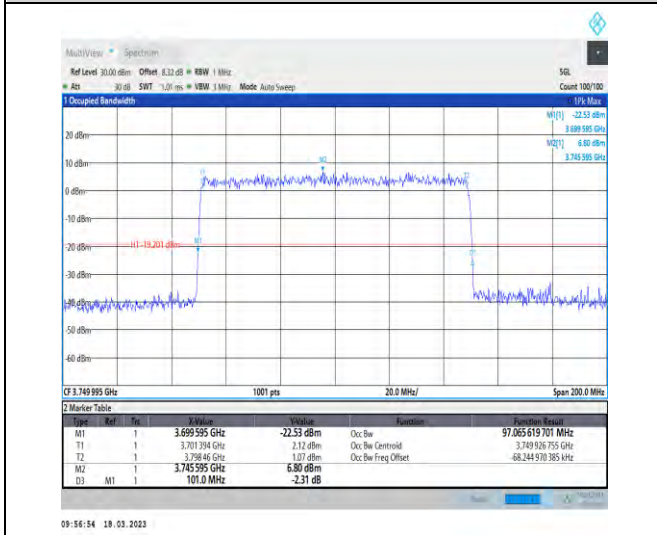 MultiView Spectrum
Ref Level 30.00 dBm Offset 8.32 dB RBW 1 MHz SGL
Att 30 dB SWT 1.01 ms VBW 3 MHz Mode Auto Sweep Count 100/100
1 Occupied Bandwidth 1Pk Max
M1[1] -22.53 dBm
3.699 595 GHz
M2[1] 6.80 dBm
3.745 595 GHz
20 dBm
10 dBm
M2
T1
T2
0 dBm
-10 dBm
-20 dBm
H1 -19.201 dBm
M1
D3
-30 dBm
-40 dBm
-50 dBm
-60 dBm
CF 3.749 995 GHz 1001 pts 20.0 MHz/ Span 200.0 MHz
2 Marker Table
Type Ref Trc X-Value Y-Value Function Function Result
M1 1 3.699 595 GHz -22.53 dBm Occ Bw 97.065 619 701 MHz
T1 1 3.701 394 GHz 2.12 dBm Occ Bw Centroid 3.749 926 755 GHz
T2 1 3.798 46 GHz 1.07 dBm Occ Bw Freq Offset -68.244 970 385 kHz
M2 1 3.745 595 GHz 6.80 dBm
D3 M1 1 101.0 MHz -2.31 dB
09:56:54 18.03.2023